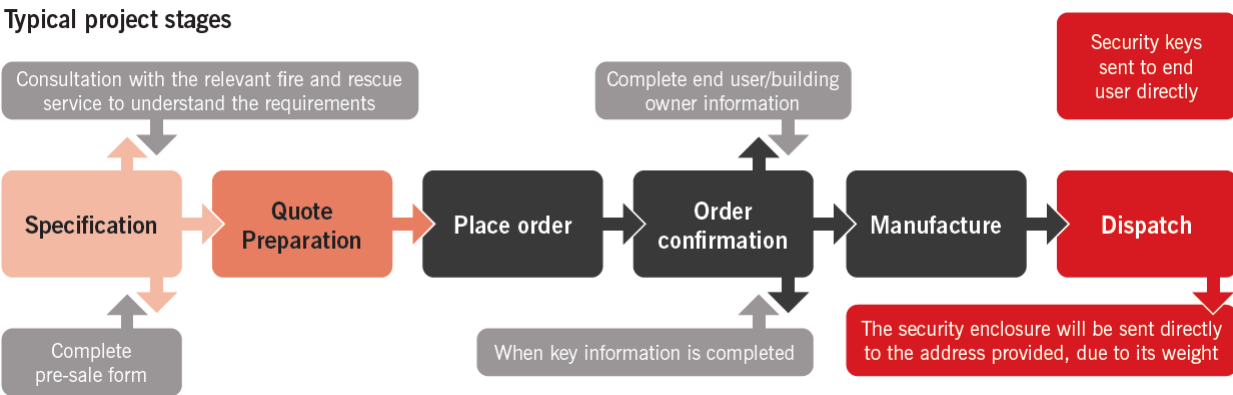 Typical project stages
Consultation with the relevant fire and rescue
service to understand the requirements
Complete end user/building
owner information
Security keys
sent to end
user directly
Specification
Quote
Preparation
Place order
Order
confirmation
Manufacture
Dispatch
Complete
pre-sale form
When key information is completed
The security enclosure will be sent directly
to the address provided, due to its weight